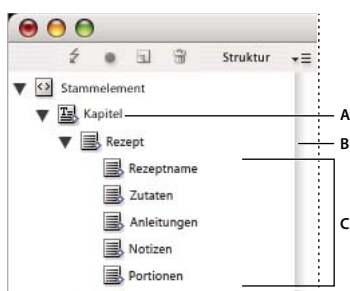 Struktur
Stammelement
Kapitel A
Rezept B
Rezeptname
Zutaten
Anleitungen C
Notizen
Portionen